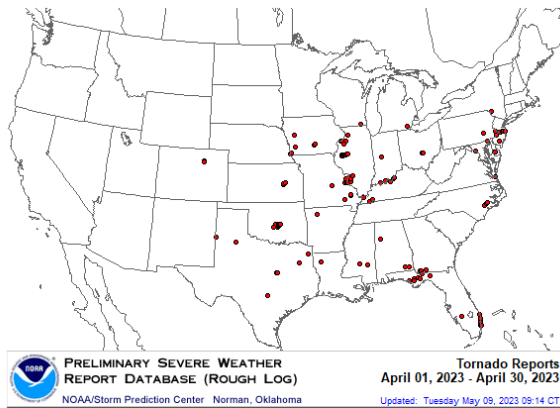 NOAA
PRELIMINARY SEVERE WEATHER
REPORT DATABASE (ROUGH LOG)
NOAA/Storm Prediction Center Norman, Oklahoma
Tornado Reports
April 01, 2023 - April 30, 2023
Updated: Tuesday May 09, 2023 09:14 CT